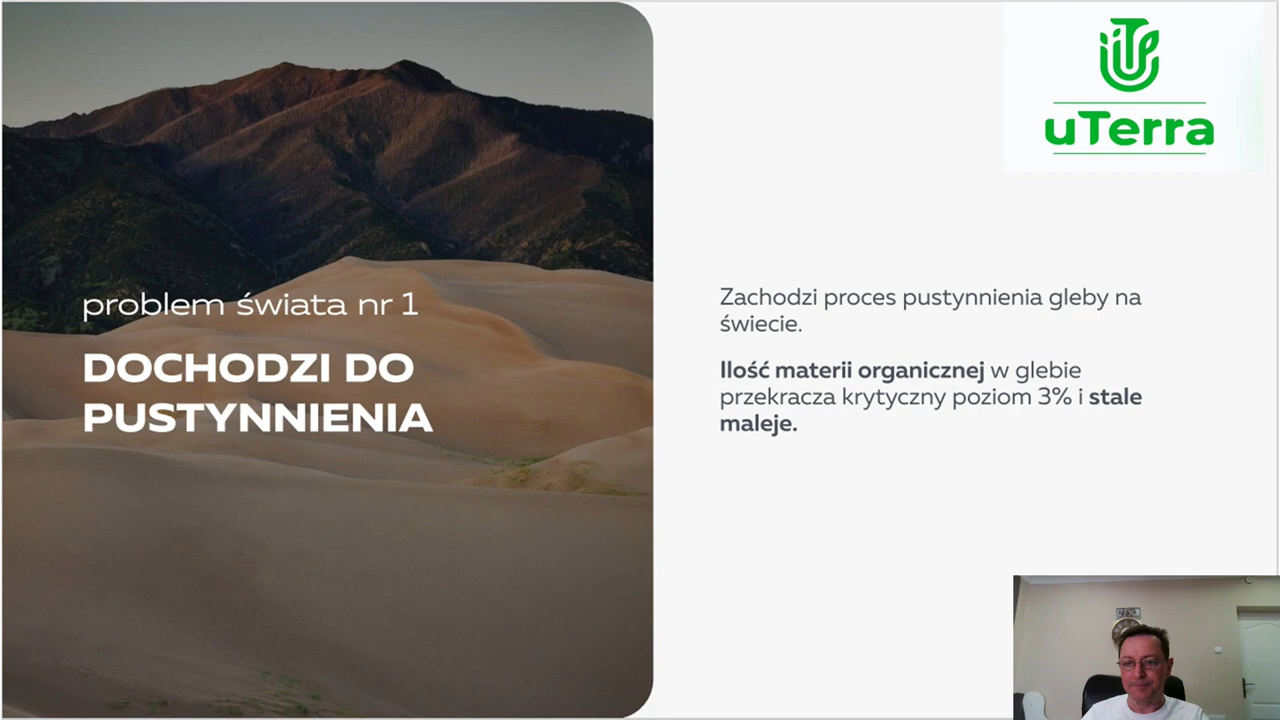 problem świata nr 1
DOCHODZI DO
PUSTYNNIENIA
uTerra
Zachodzi proces pustynnienia gleby na
świecie.
Ilość materii organicznej w glebie
przekracza krytyczny poziom 3% i stale
maleje.